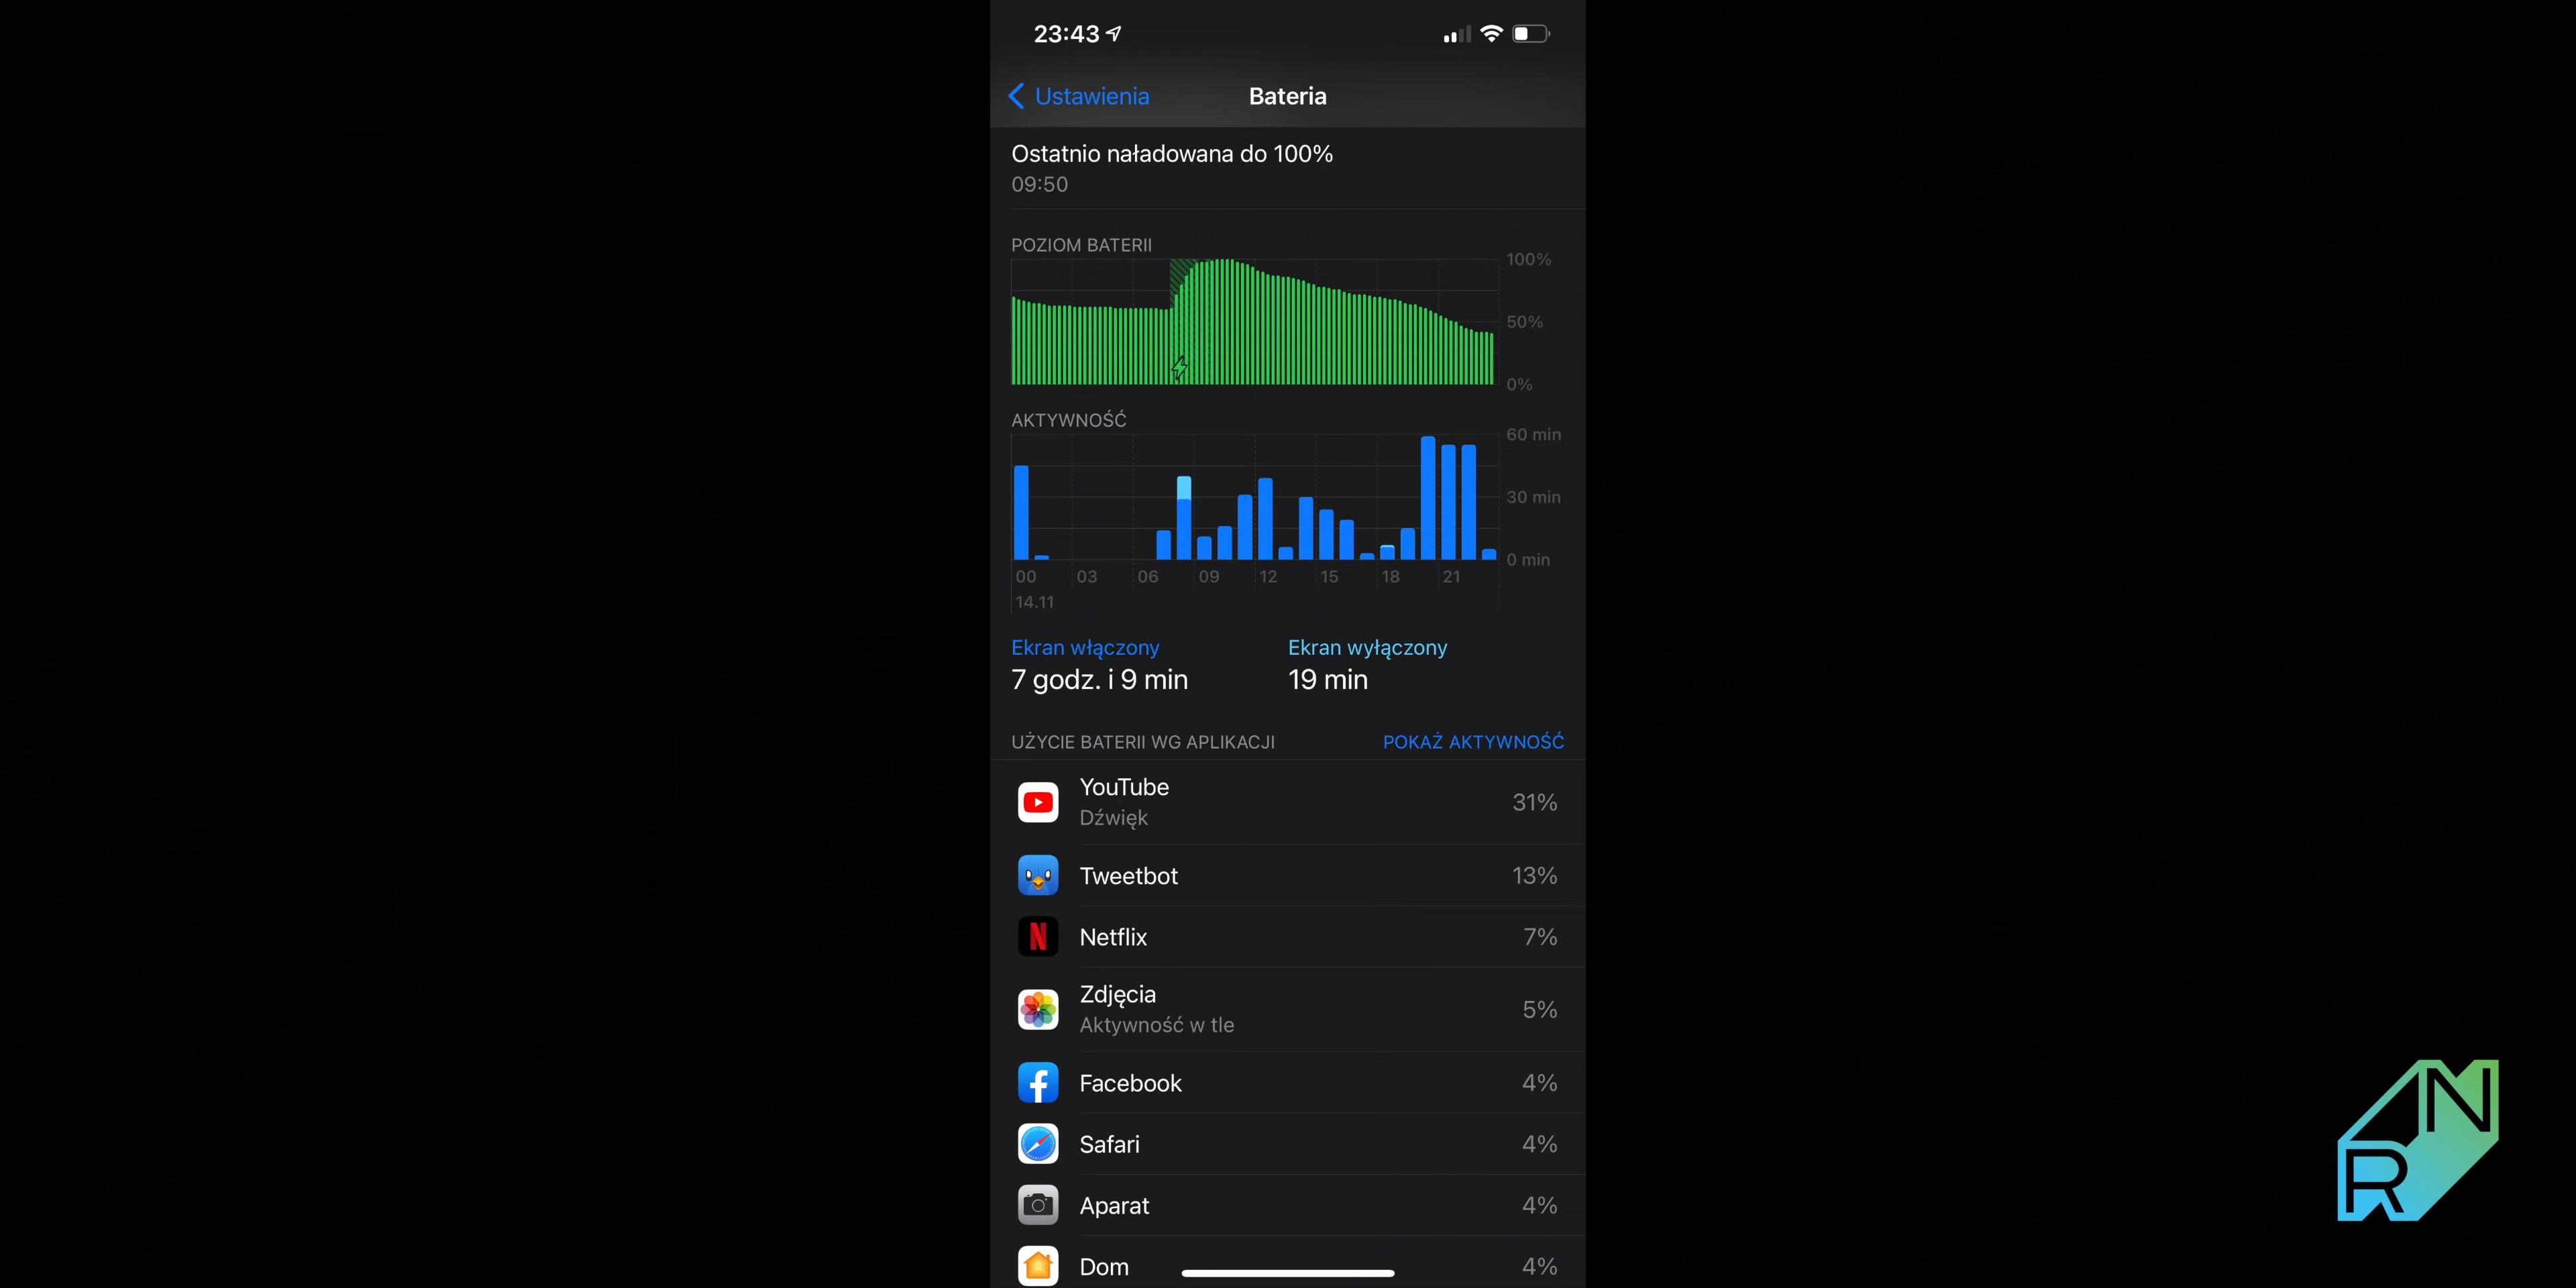 23:43
Ustawienia
Bateria
Ostatnio naładowana do 100%
09:50
POZIOM BATERII
100%
50%
0%
AKTYWNOŚĆ
60 min
30 min
0 min
00 03 06 09 12 15 18 21
14.11
Ekran włączony
7 godz. i 9 min
Ekran wyłączony
19 min
UŻYCIE BATERII WG APLIKACJI
POKAŻ AKTYWNOŚĆ
YouTube
Dźwięk
31%
Tweetbot
13%
Netflix
7%
Zdjęcia
Aktywność w tle
5%
Facebook
4%
Safari
4%
Aparat
4%
Dom
4%
N
R